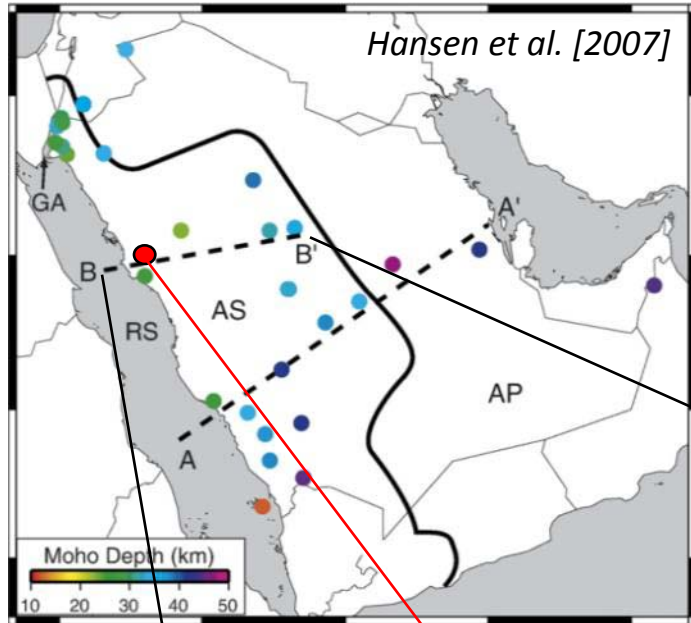 Hansen et al. [2007]
GA
A'
B
B'
RS
AS
AP
A
Moho Depth (km)
10 20 30 40 50